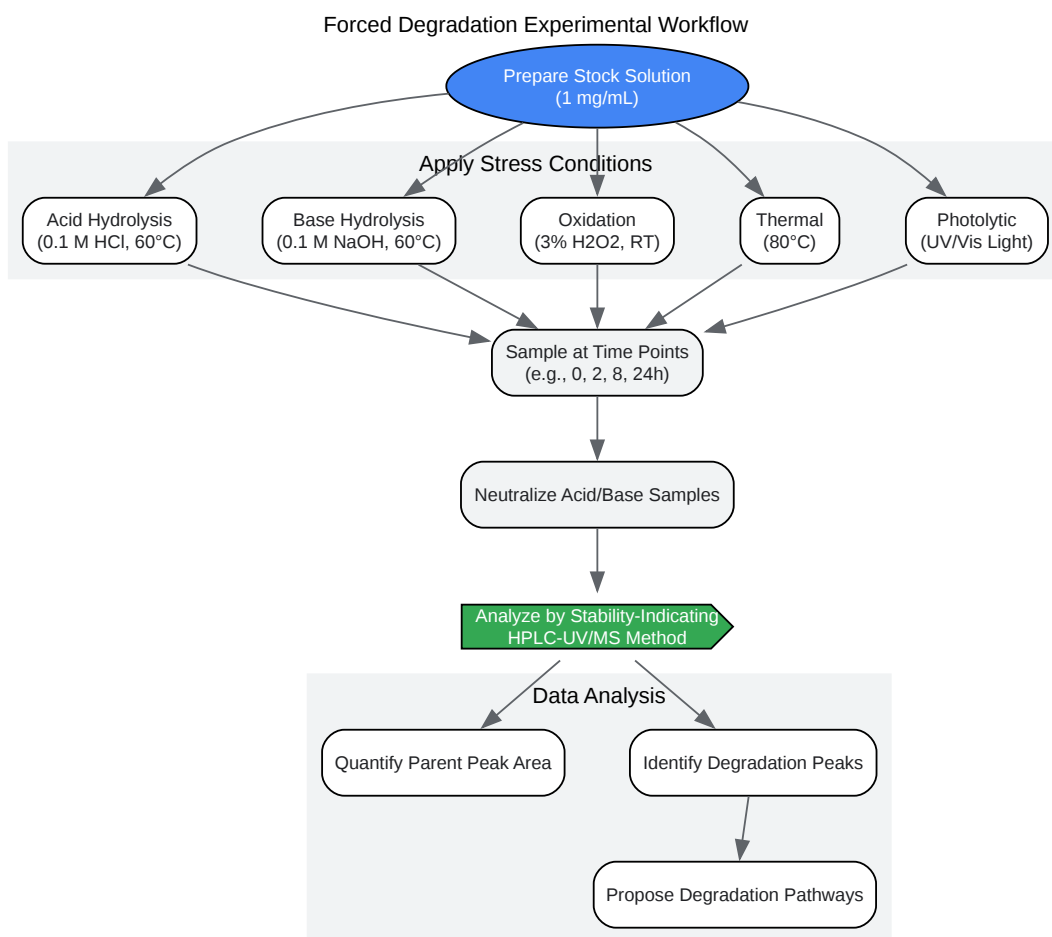 Forced Degradation Experimental Workflow
Prepare Stock Solution
(1 mg/mL)
Apply Stress Conditions
Acid Hydrolysis
(0.1 M HCl, 60°C)
Base Hydrolysis
(0.1 M NaOH, 60°C)
Oxidation
(3% H2O2, RT)
Thermal
(80°C)
Photolytic
(UV/Vis Light)
Sample at Time Points
(e.g., 0, 2, 8, 24h)
Neutralize Acid/Base Samples
Analyze by Stability-Indicating
HPLC-UV/MS Method
Data Analysis
Quantify Parent Peak Area
Identify Degradation Peaks
Propose Degradation Pathways